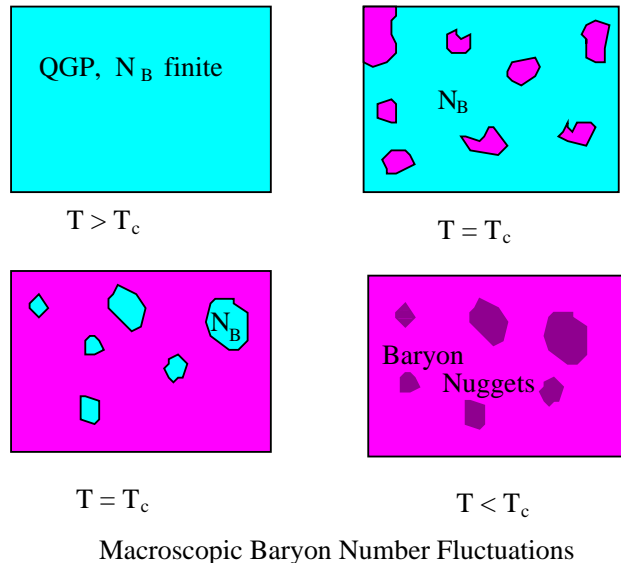 QGP, N B finite
N B
T > T c
T = T c
N B
Baryon
Nuggets
T = T c
T < T c
Macroscopic Baryon Number Fluctuations